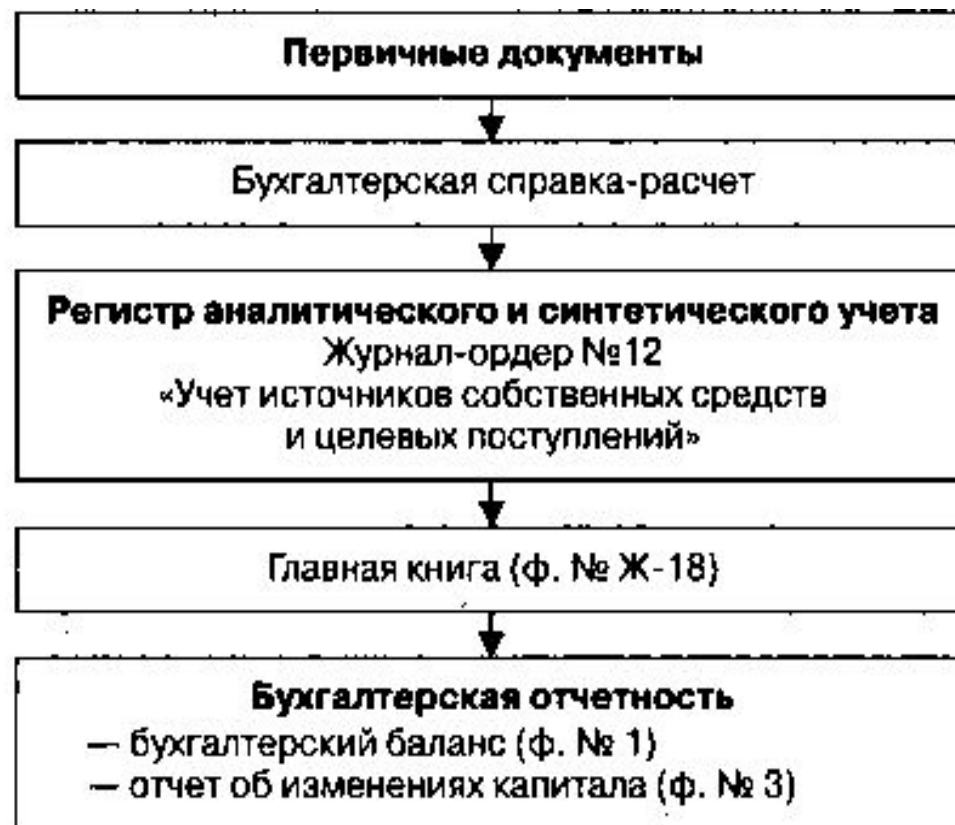 Первичные документы
Бухгалтерская справка-расчет
Регистр аналитического и синтетического учета
Журнал-ордер №12
«Учет источников собственных средств
и целевых поступлений»
Главная книга (ф. № Ж-18)
Бухгалтерская отчетность
— бухгалтерский баланс (ф. № 1)
— отчет об изменениях капитала (ф. № 3)